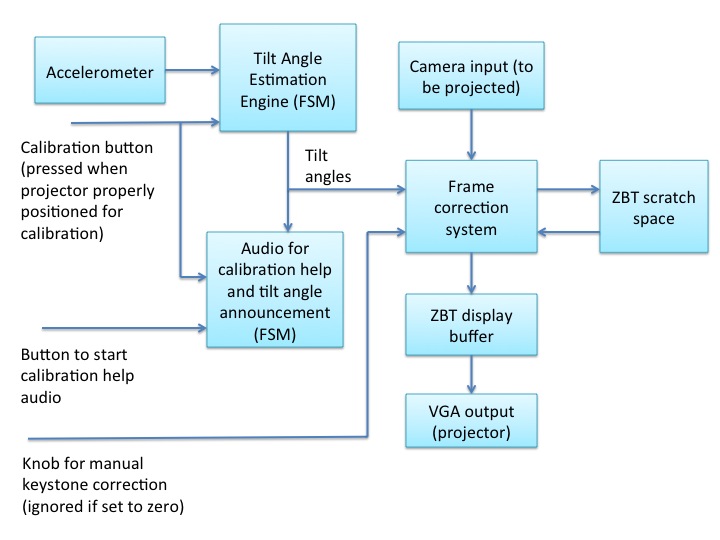 Accelerometer
Tilt Angle
Estimation
Engine (FSM)
Camera input (to
be projected)
Calibration button
(pressed when
projector properly
positioned for
calibration)
Tilt
angles
Frame
correction
system
ZBT scratch
space
Audio for
calibration help
and tilt angle
announcement
(FSM)
ZBT display
buffer
Button to start
calibration help
audio
VGA output
(projector)
Knob for manual
keystone correction
(ignored if set to zero)